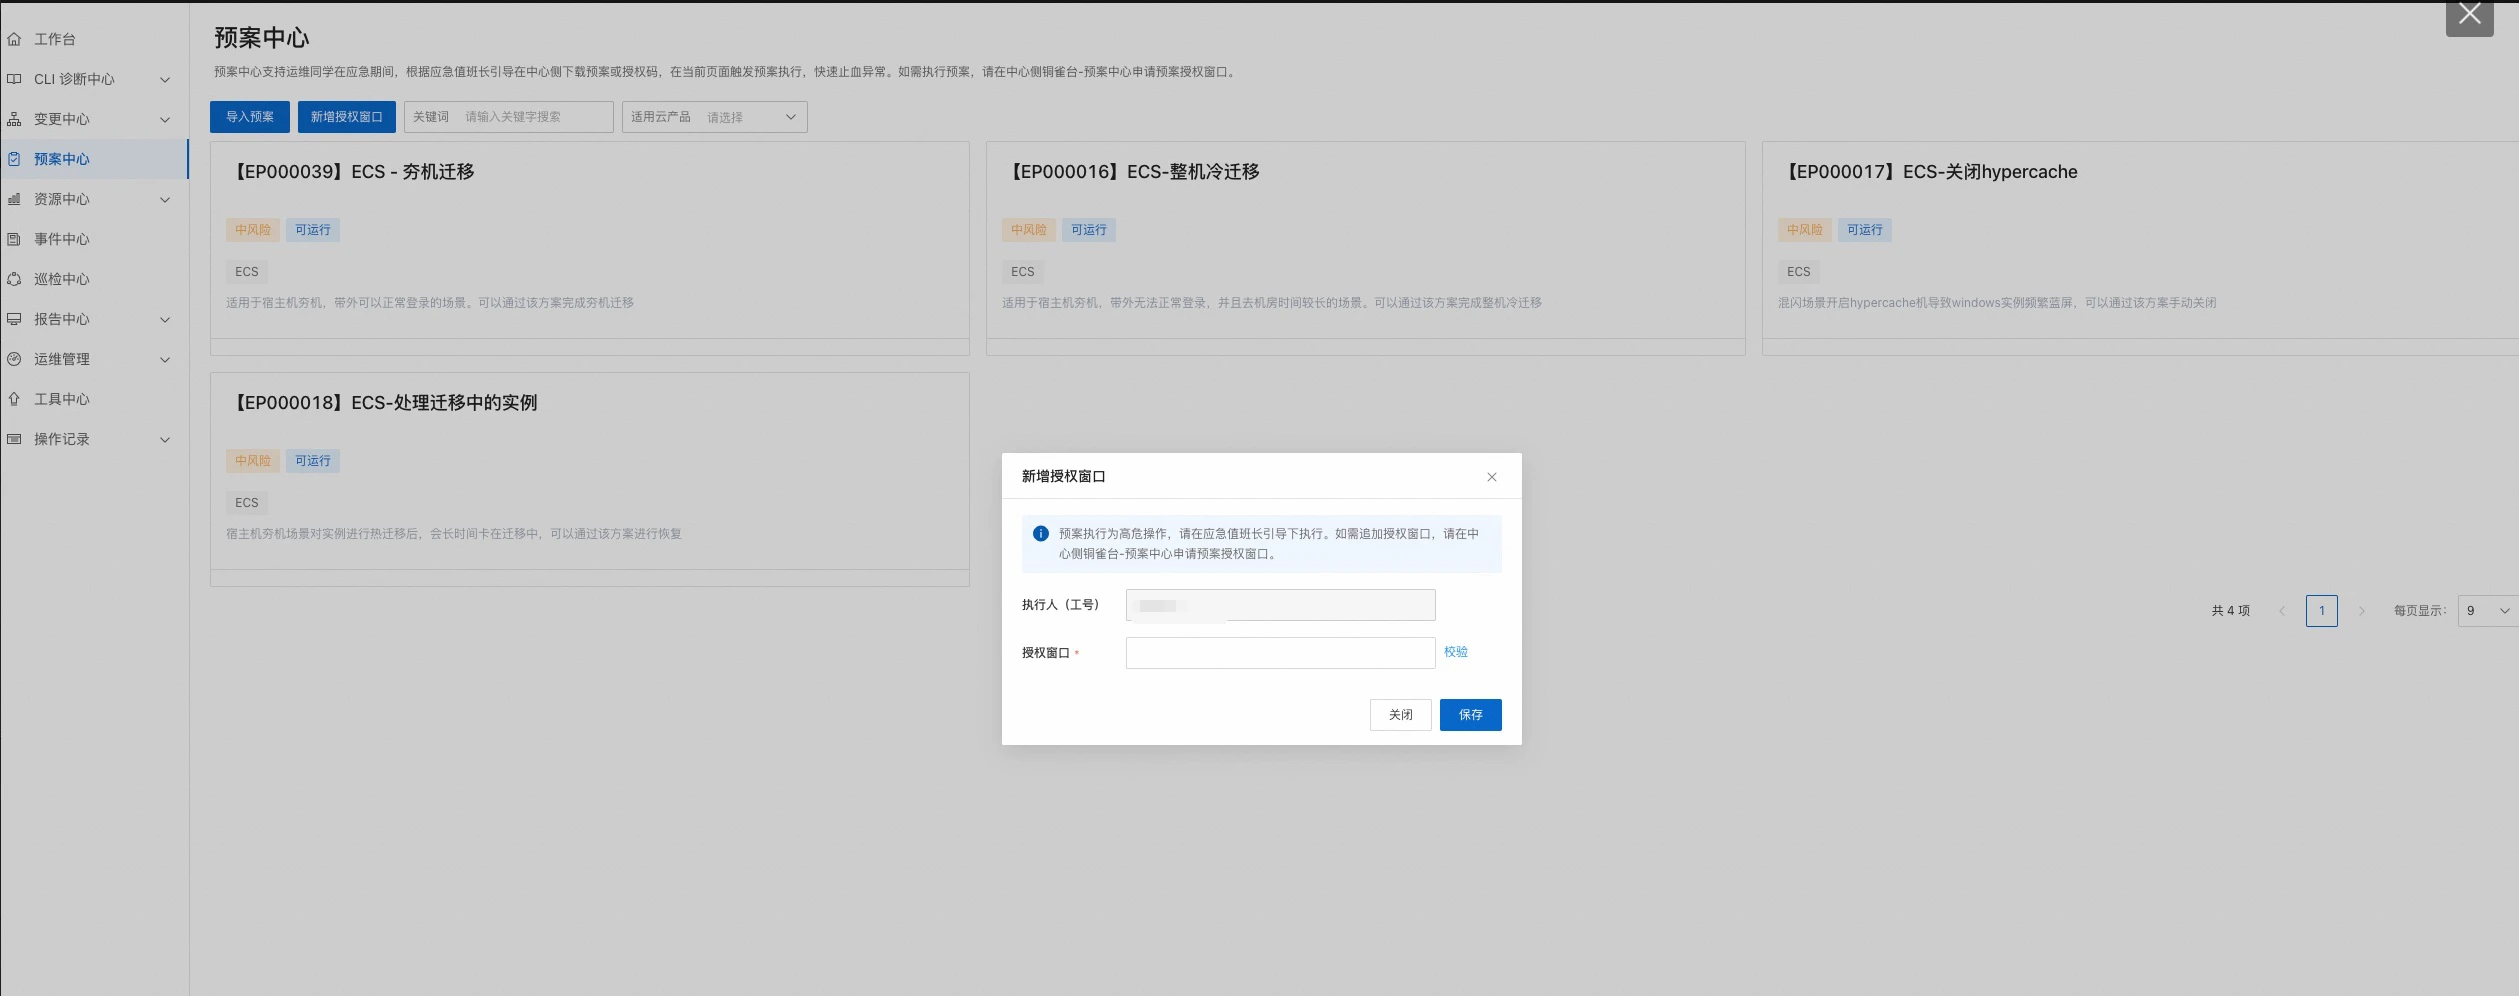 工作台
CLI 诊断中心
变更中心
预案中心
资源中心
事件中心
巡检中心
报告中心
运维管理
工具中心
操作记录
预案中心
预案中心支持运维同学在应急期间，根据应急值班长引导在中心侧下载预案或授权码，在当前页面触发预案执行，快速止血异常。如需执行预案，请在中心侧铜雀台-预案中心申请预案授权窗口。
导入预案 新增授权窗口 关键词 请输入关键字搜索 适用云产品 请选择
【EP000039】ECS - 夯机迁移
中风险 可运行
ECS
适用于宿主机夯机，带外可以正常登录的场景。可以通过该方案完成夯机迁移
【EP000016】ECS-整机冷迁移
中风险 可运行
ECS
适用于宿主机夯机，带外无法正常登录，并且去机房时间较长的场景。可以通过该方案完成整机冷迁移
【EP000017】ECS-关闭hypercache
中风险 可运行
ECS
混闪场景开启hypercache机导致windows实例频繁蓝屏，可以通过该方案手动关闭
【EP000018】ECS-处理迁移中的实例
中风险 可运行
ECS
宿主机夯机场景对实例进行热迁移后，会长时间卡在迁移中，可以通过该方案进行恢复
新增授权窗口
预案执行为高危操作，请在应急值班长引导下执行。如需追加授权窗口，请在中
心侧铜雀台-预案中心申请预案授权窗口。
执行人（工号）
授权窗口 * 校验
关闭 保存
共 4 项 1 每页显示： 9